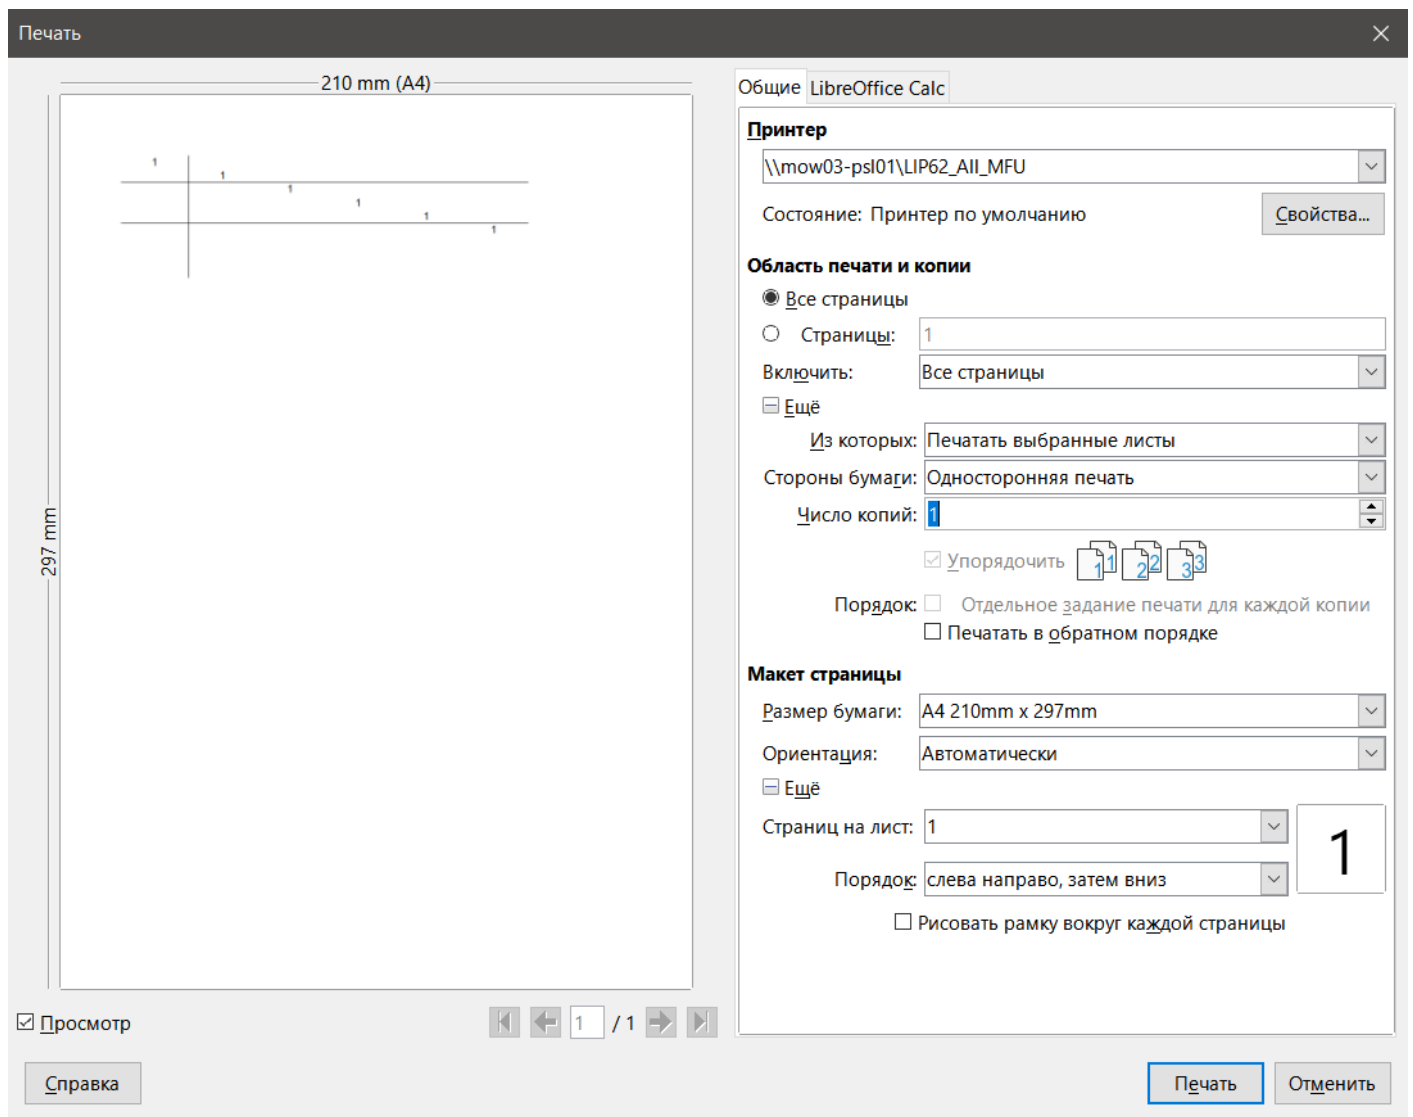 Печать
210 mm (A4)
297 mm
1
1
1
1
1
1
Просмотр
1 / 1
Общие LibreOffice Calc
Принтер
\\mow03-psl01\LIP62_All_MFU
Состояние: Принтер по умолчанию Свойства...
Область печати и копии
Все страницы
Страницы: 1
Включить: Все страницы
Ещё
Из которых: Печатать выбранные листы
Стороны бумаги: Односторонняя печать
Число копий: 1
Упорядочить 1 1 2 2 3 3
Порядок: Отдельное задание печати для каждой копии
Печатать в обратном порядке
Макет страницы
Размер бумаги: A4 210mm x 297mm
Ориентация: Автоматически
Ещё
Страниц на лист: 1
1
Порядок: слева направо, затем вниз
Рисовать рамку вокруг каждой страницы
Справка Печать Отменить